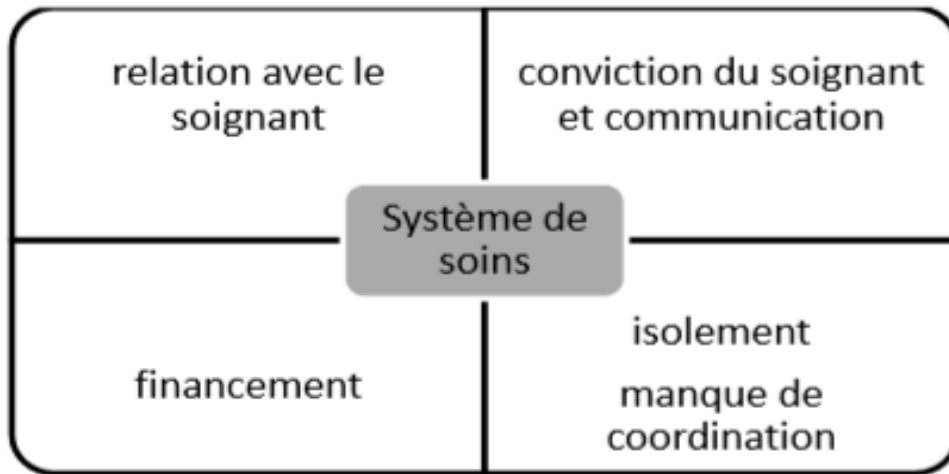 relation avec le
soignant
conviction du soignant
et communication
Système de
soins
financement
isolement
manque de
coordination